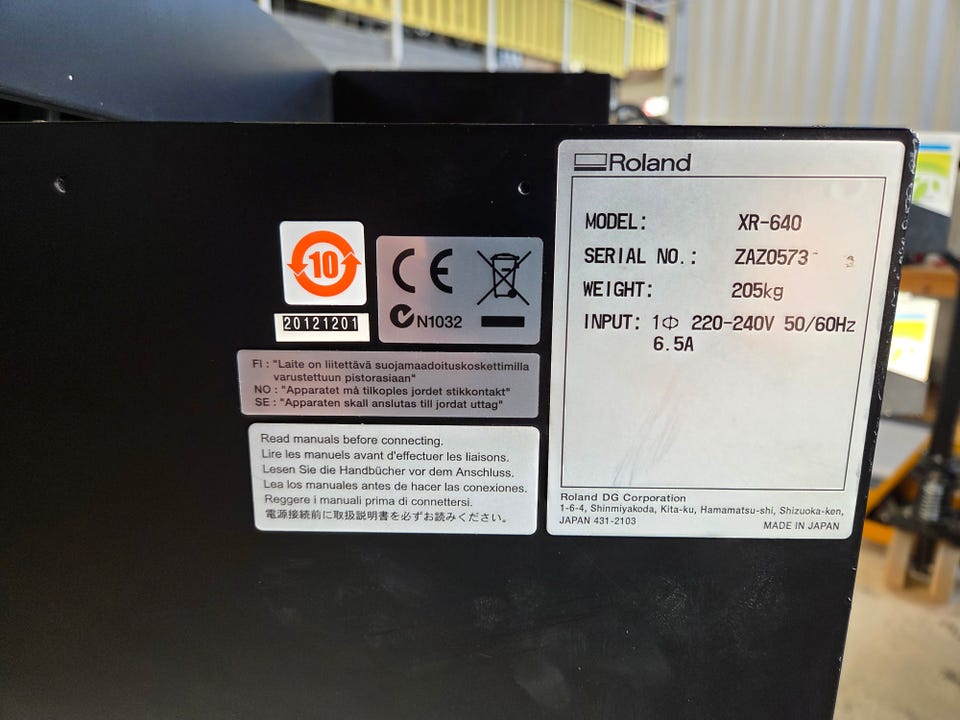 10
20121201
CE
N1032
FI : "Laite on liitettävä suojamaadoituskoskettimilla
varustettuun pistorasiaan"
NO : "Apparatet må tilkoples jordet stikkontakt"
SE : "Apparaten skall anslutas till jordat uttag"
Read manuals before connecting.
Lire les manuels avant d'effectuer les liaisons.
Lesen Sie die Handbücher vor dem Anschluss.
Lea los manuales antes de hacer las conexiones.
Reggere i manuali prima di connettersi.
電源接続前に取扱説明書を必ずお読みください。
Roland
MODEL: XR-640
SERIAL NO.: ZAZ0573
WEIGHT: 205kg
INPUT: 1Φ 220-240V 50/60Hz
6.5A
Roland DG Corporation
1-6-4, Shinmiyakoda, Kita-ku, Hamamatsu-shi, Shizuoka-ken,
JAPAN 431-2103
MADE IN JAPAN